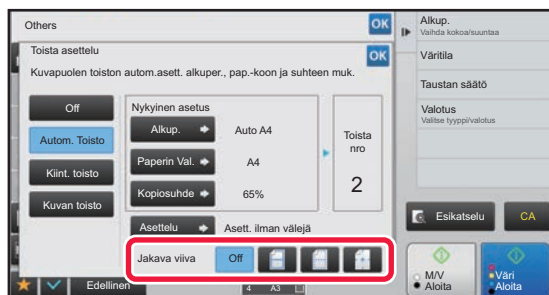 Others
OK
Toista asettelu
OK
Kuvapuolen toiston autom.asett. alkuper., pap.-koon ja suhteen muk.
Off
Autom. Toisto
Kiint. toisto
Kuvan toisto
Nykyinen asetus
Alkup.
Auto A4
Paperin Val.
A4
Kopiosuhde
65%
Toista
nro
2
Asettelu
Asett. ilman välejä
Jakava viiva
Off
Edellinen
4
A3
Alkup.
Vaihda kokoa/suuntaa
Väritila
Taustan säätö
Valotus
Valitse tyyppi/valotus
Esikatselu
CA
M/V
Aloita
Väri
Aloita